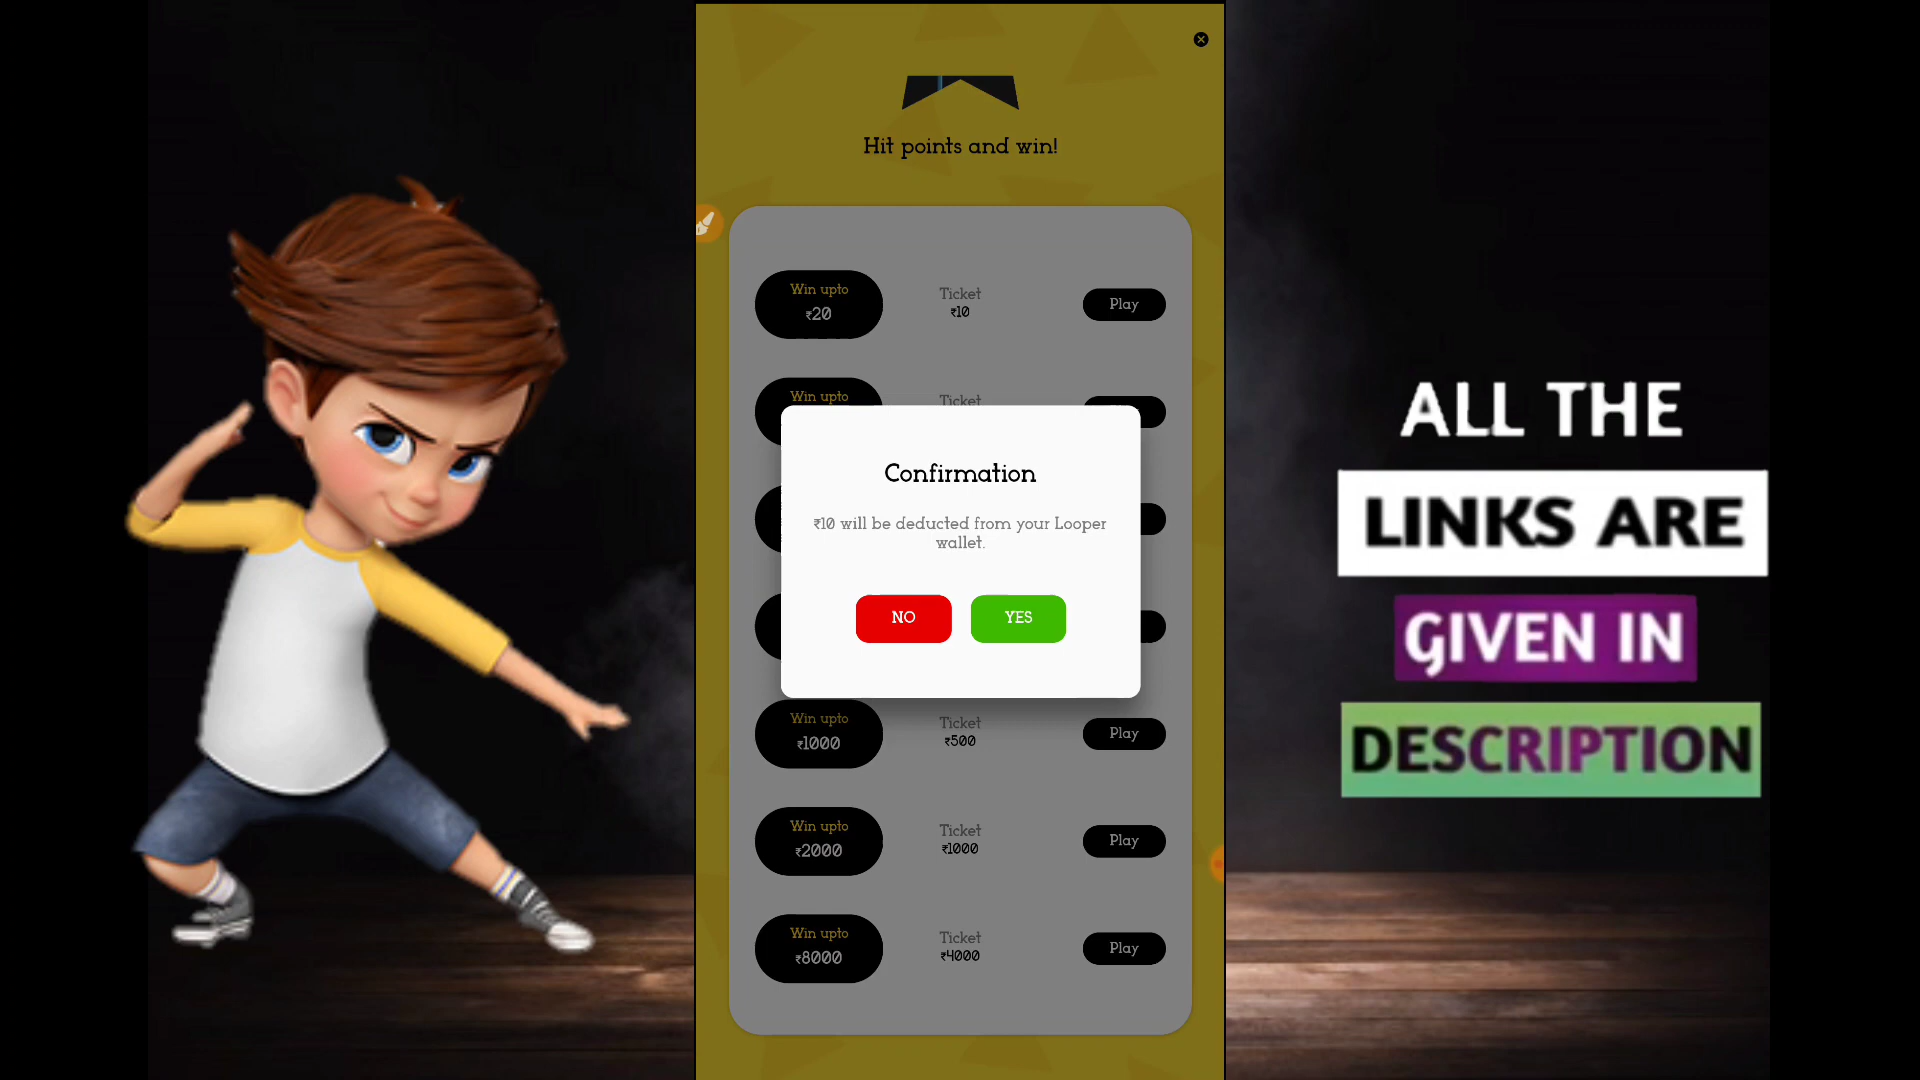 Hit points and win!
Win upto
₹20
Ticket
₹10
Play
Win upto
Ticket
Confirmation
₹10 will be deducted from your Looper
wallet.
NO
YES
Win upto
₹1000
Ticket
₹500
Play
Win upto
₹2000
Ticket
₹1000
Play
Win upto
₹8000
Ticket
₹4000
Play
ALL THE
LINKS ARE
GIVEN IN
DESCRIPTION